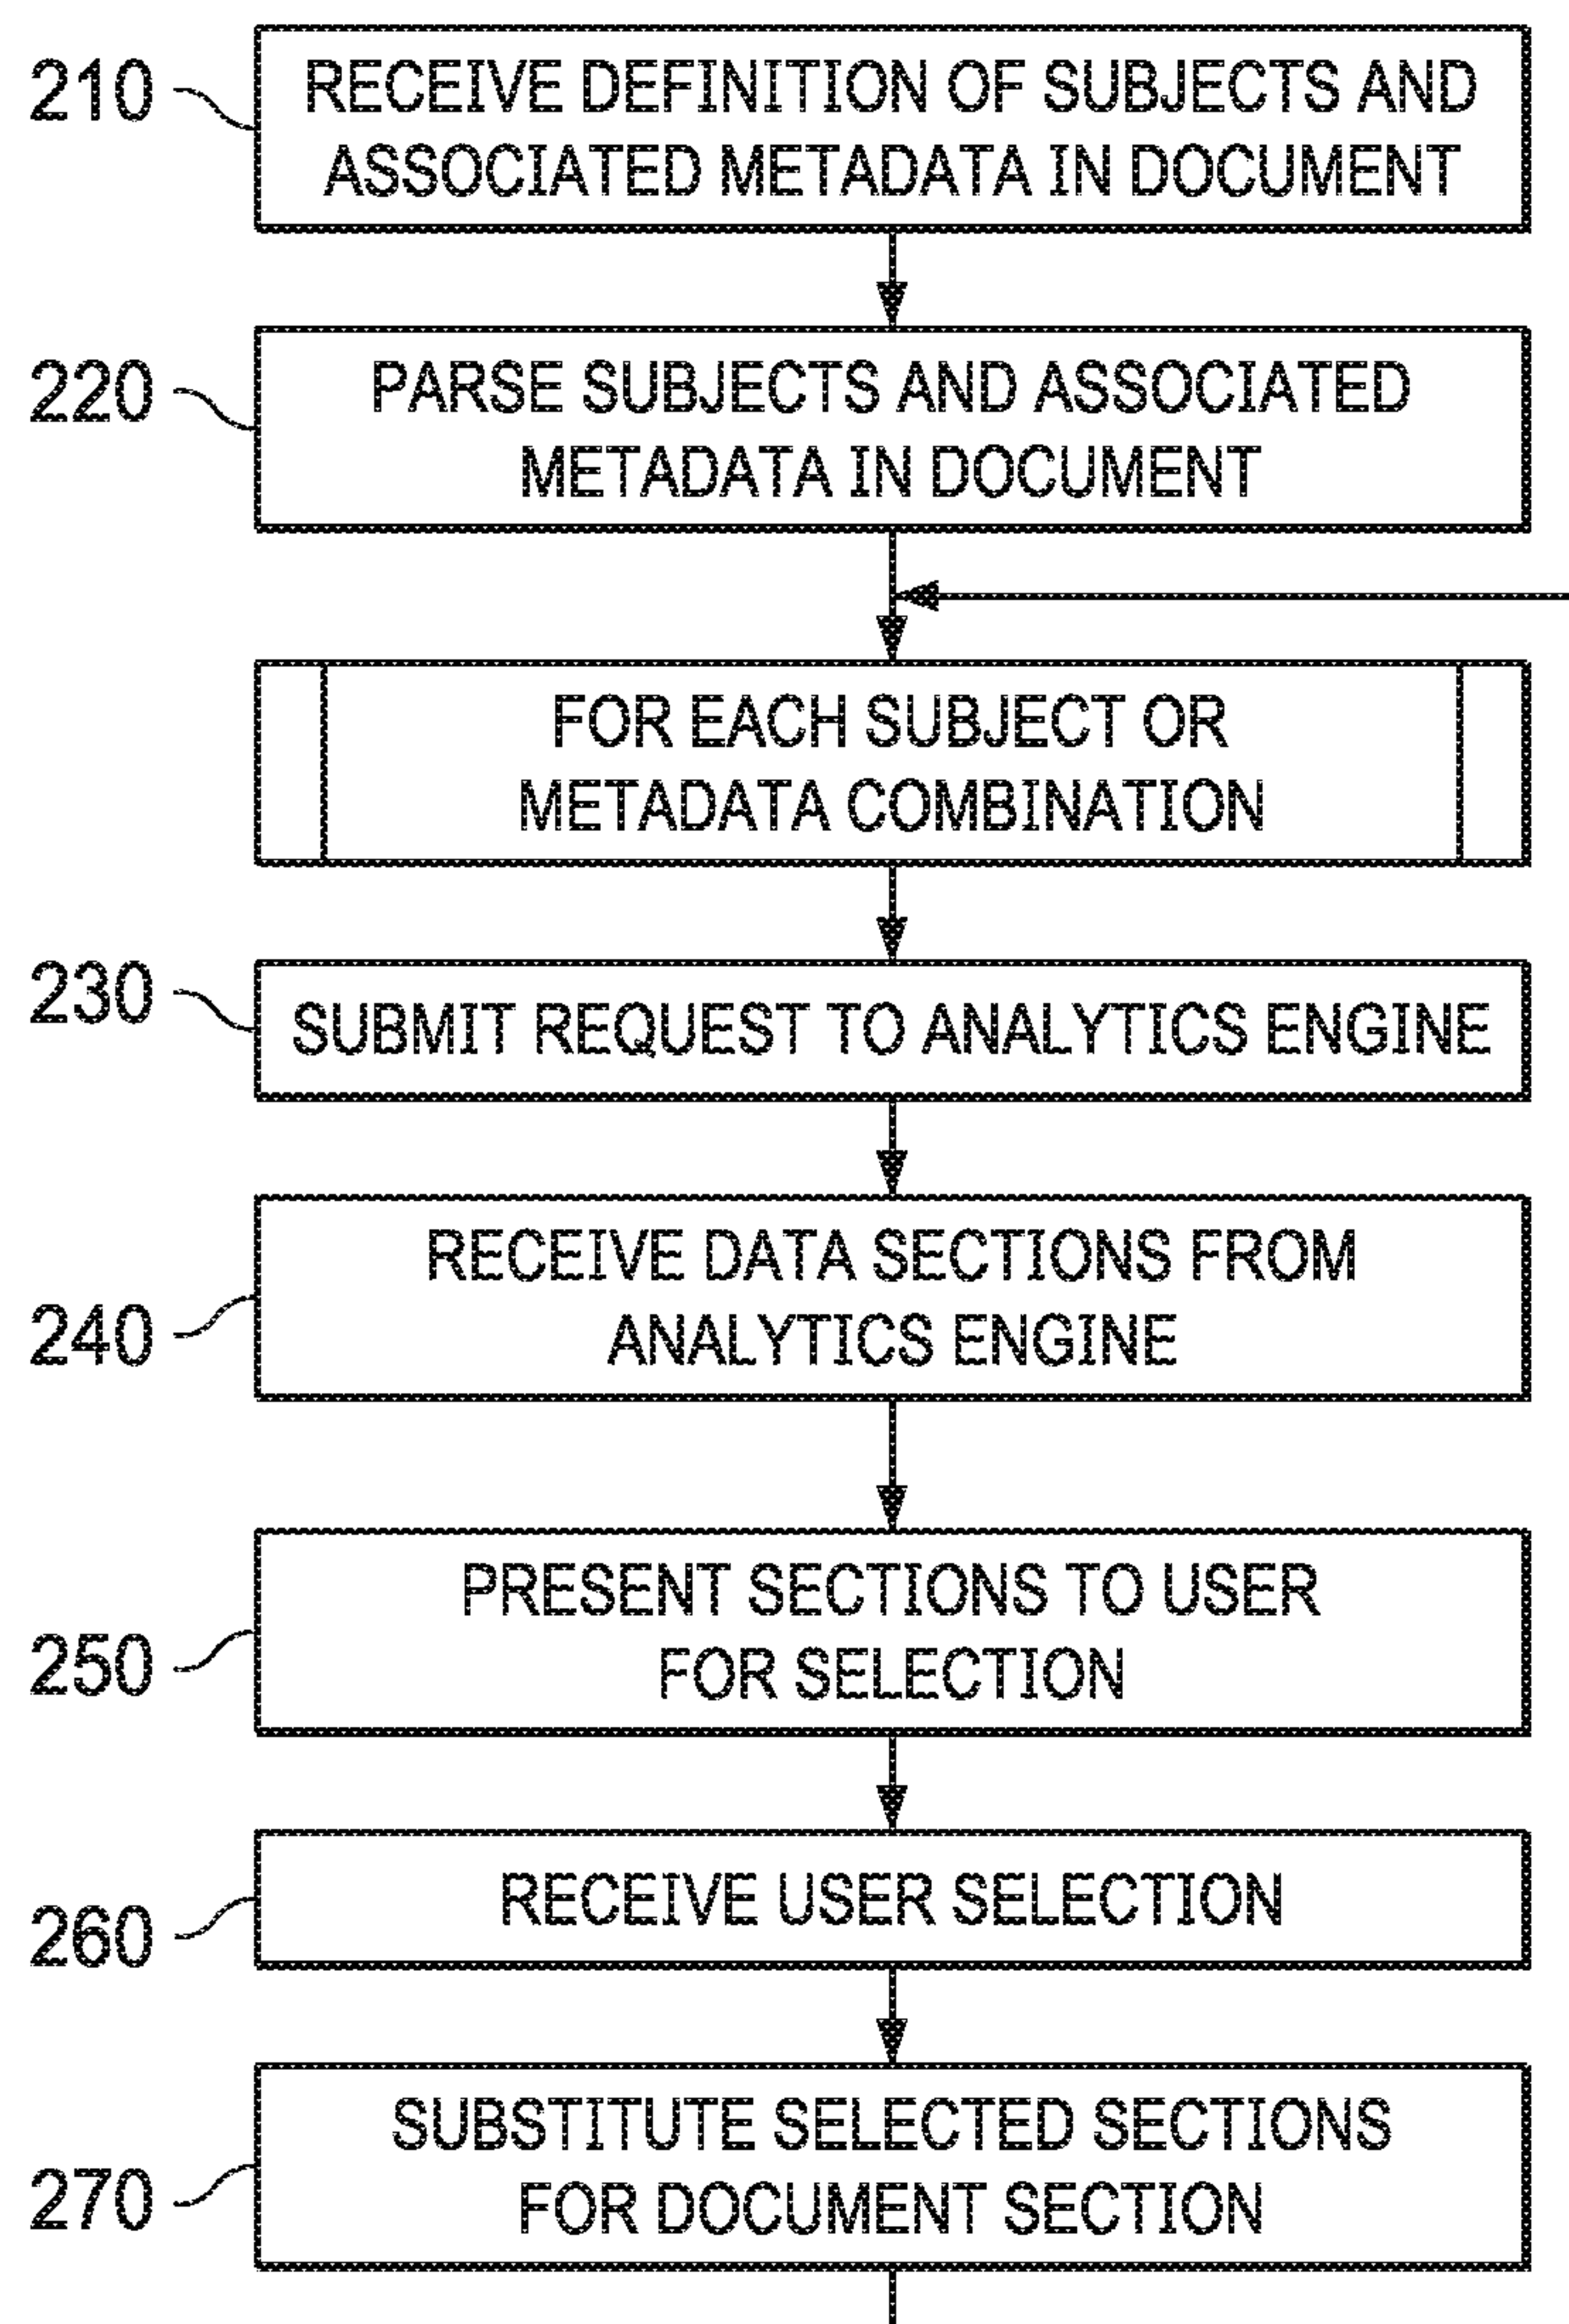 210
RECEIVE DEFINITION OF SUBJECTS AND
ASSOCIATED METADATA IN DOCUMENT
220
PARSE SUBJECTS AND ASSOCIATED
METADATA IN DOCUMENT
FOR EACH SUBJECT OR
METADATA COMBINATION
230
SUBMIT REQUEST TO ANALYTICS ENGINE
240
RECEIVE DATA SECTIONS FROM
ANALYTICS ENGINE
250
PRESENT SECTIONS TO USER
FOR SELECTION
260
RECEIVE USER SELECTION
270
SUBSTITUTE SELECTED SECTIONS
FOR DOCUMENT SECTION